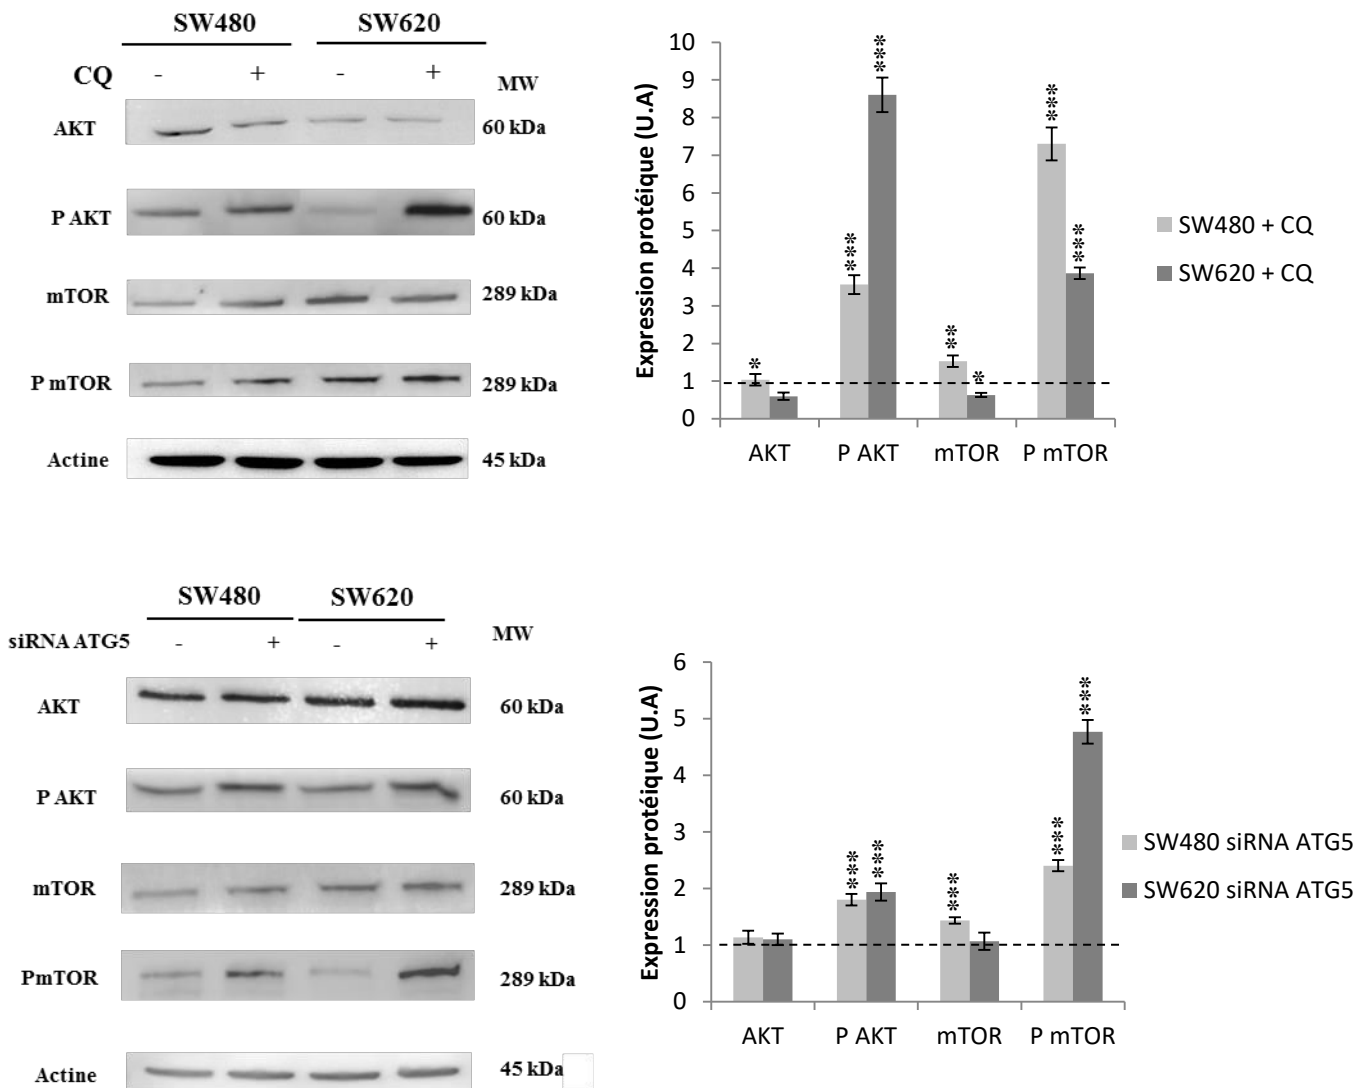 SW480 SW620
CQ - + - + MW
AKT 60 kDa
P AKT 60 kDa
mTOR 289 kDa
P mTOR 289 kDa
Actine 45 kDa
Expression protéique (U.A)
10
9
8
7
6
5
4
3
2
1
0
* *** *** ** * *** ***
AKT P AKT mTOR P mTOR
SW480 + CQ
SW620 + CQ
SW480 SW620
siRNA ATG5 - + - + MW
AKT 60 kDa
P AKT 60 kDa
mTOR 289 kDa
PmTOR 289 kDa
Actine 45 kDa
Expression protéique (U.A)
6
5
4
3
2
1
0
*** *** *** *** ***
AKT P AKT mTOR P mTOR
SW480 siRNA ATG5
SW620 siRNA ATG5